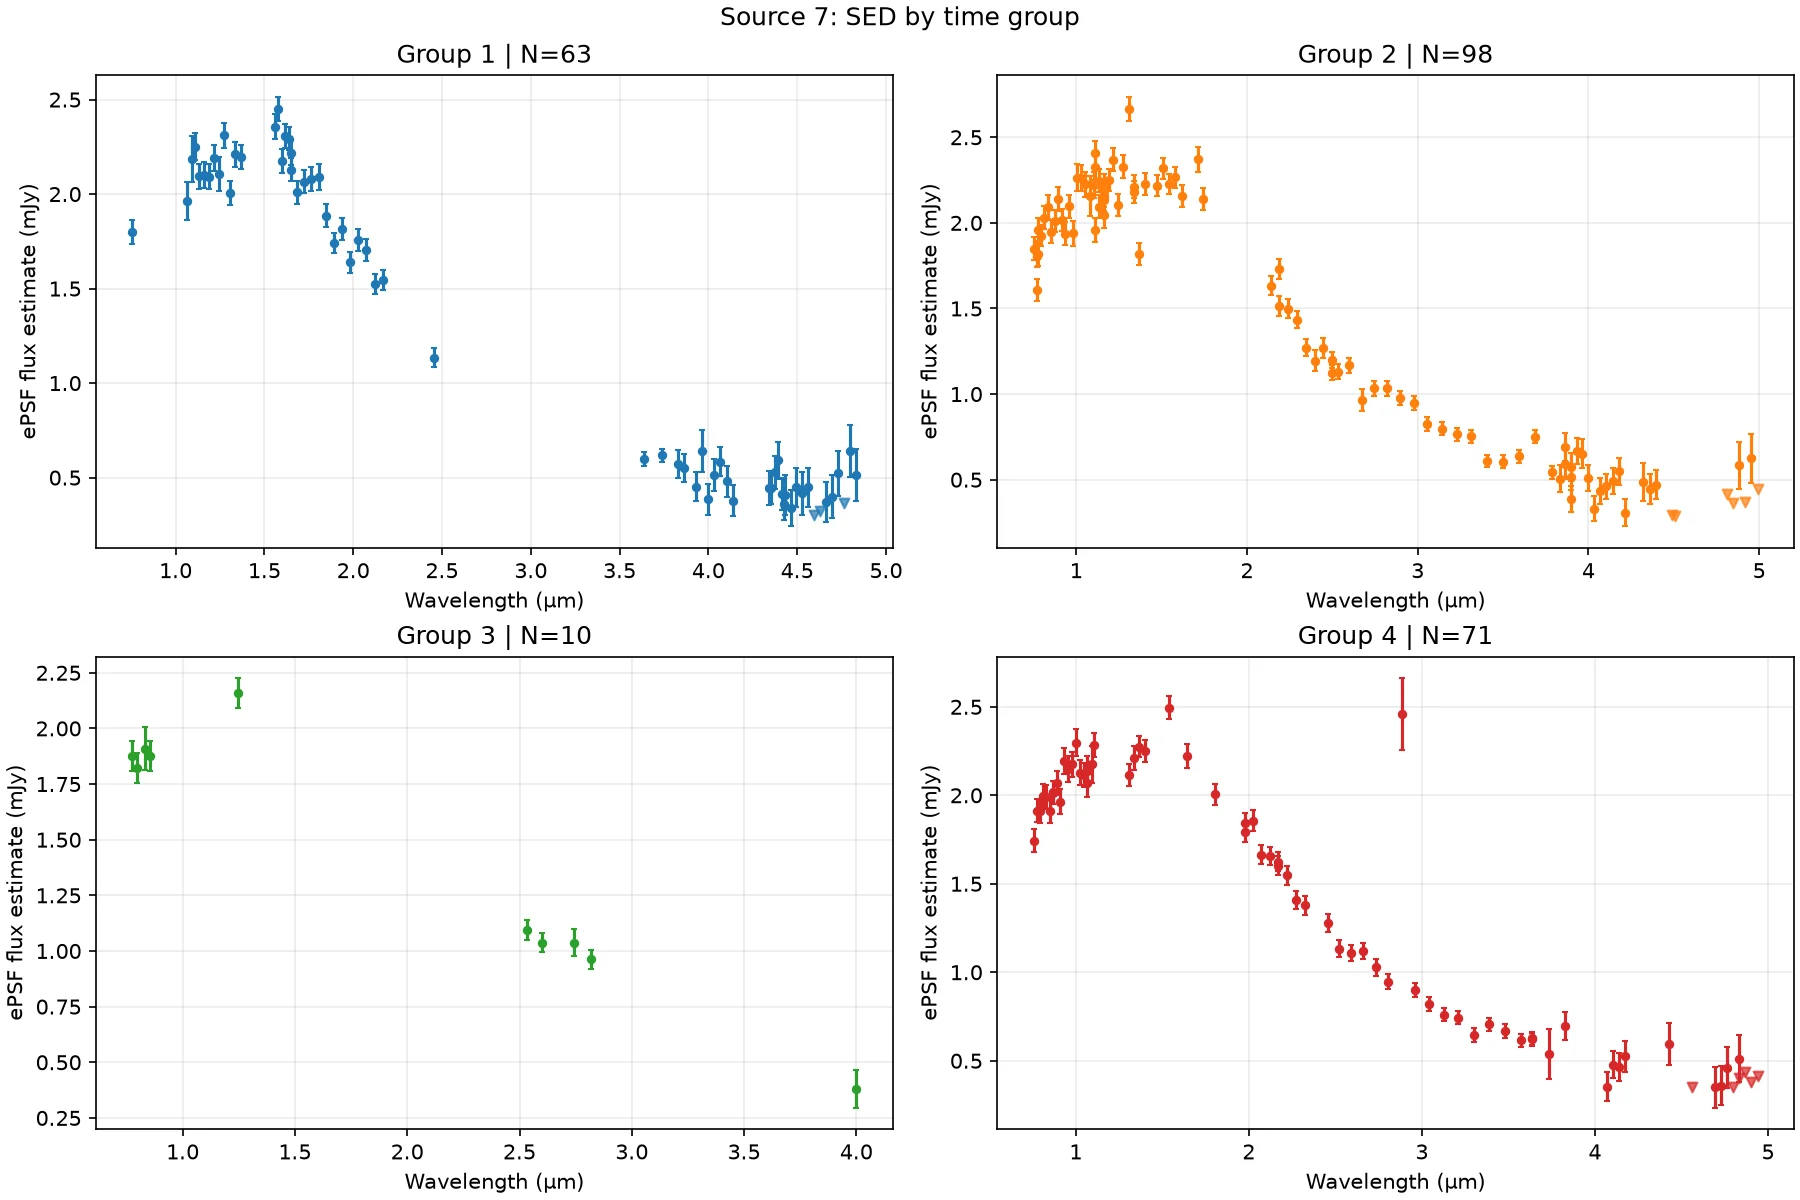 Source 7: SED by time group
Group 1 | N=63
ePSF flux estimate (mJy)
2.5
2.0
1.5
1.0
0.5
1.0 1.5 2.0 2.5 3.0 3.5 4.0 4.5 5.0
Wavelength (μm)
Group 2 | N=98
ePSF flux estimate (mJy)
2.5
2.0
1.5
1.0
0.5
1 2 3 4 5
Wavelength (μm)
Group 3 | N=10
ePSF flux estimate (mJy)
2.25
2.00
1.75
1.50
1.25
1.00
0.75
0.50
0.25
1.0 1.5 2.0 2.5 3.0 3.5 4.0
Wavelength (μm)
Group 4 | N=71
ePSF flux estimate (mJy)
2.5
2.0
1.5
1.0
0.5
1 2 3 4 5
Wavelength (μm)